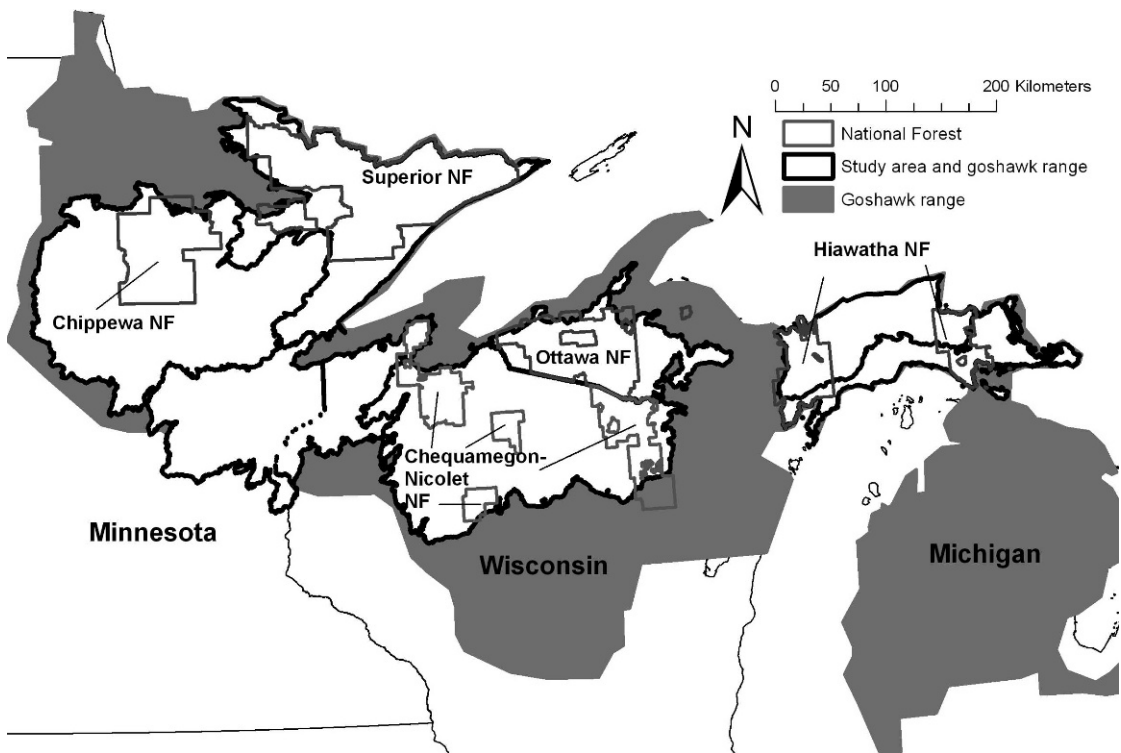 0 50 100 200 Kilometers
N
National Forest
Study area and goshawk range
Goshawk range
Superior NF
Hiawatha NF
Chippewa NF
Ottawa NF
Chequamegon-
Nicolet
NF
Minnesota
Wisconsin
Michigan